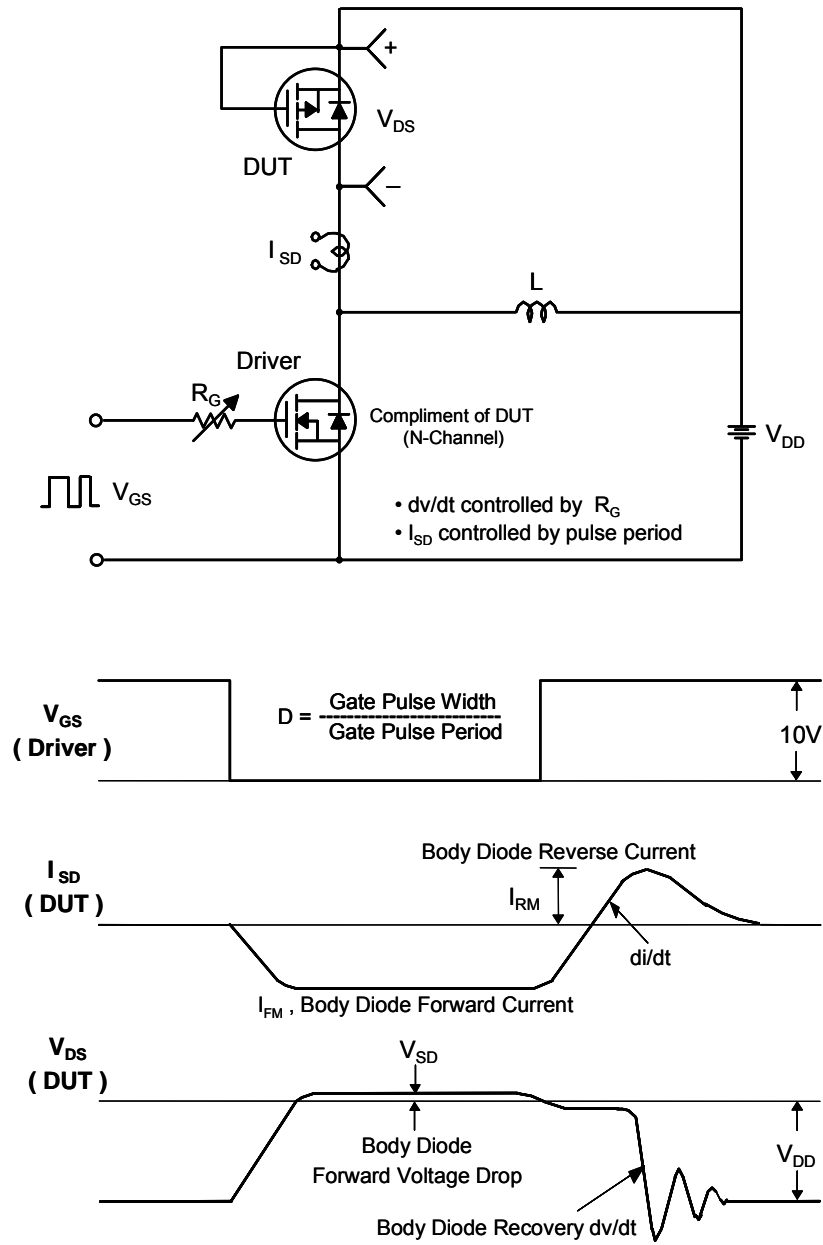 +
V_DS
DUT
–
I_SD
L
Driver
R_G
Compliment of DUT
(N-Channel)
V_DD
V_GS
• dv/dt controlled by R_G
• I_SD controlled by pulse period
V_GS
( Driver )
D = Gate Pulse Width
Gate Pulse Period
10V
I_SD
( DUT )
Body Diode Reverse Current
I_RM
di/dt
I_FM , Body Diode Forward Current
V_DS
( DUT )
V_SD
Body Diode
Forward Voltage Drop
V_DD
Body Diode Recovery dv/dt